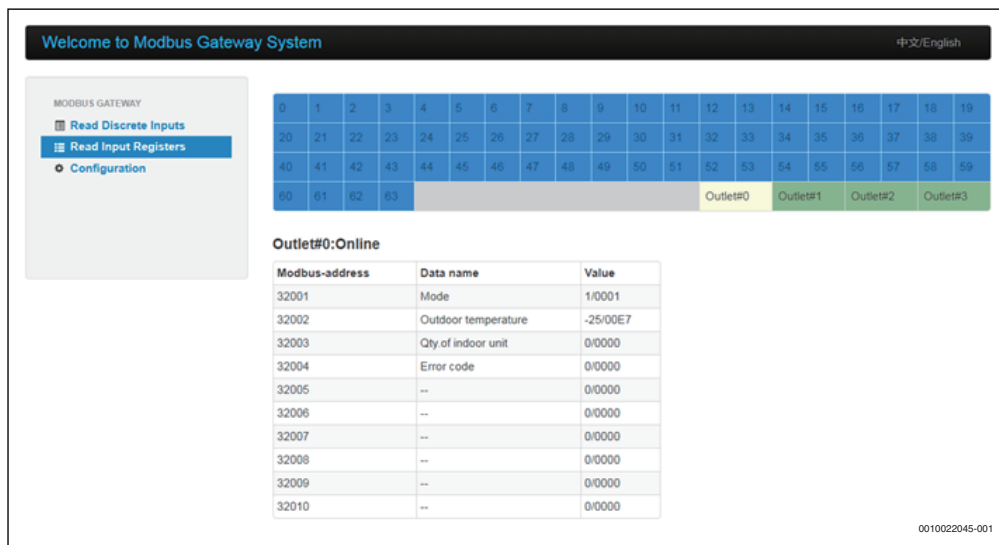 Welcome to Modbus Gateway System 中文/English
MODBUS GATEWAY
Read Discrete Inputs
Read Input Registers
Configuration
0 1 2 3 4 5 6 7 8 9 10 11 12 13 14 15 16 17 18 19
20 21 22 23 24 25 26 27 28 29 30 31 32 33 34 35 36 37 38 39
40 41 42 43 44 45 46 47 48 49 50 51 52 53 54 55 56 57 58 59
60 61 62 63 Outlet#0 Outlet#1 Outlet#2 Outlet#3
Outlet#0:Online
Modbus-address Data name Value
32001 Mode 1/0001
32002 Outdoor temperature -25/00E7
32003 Qty.of indoor unit 0/0000
32004 Error code 0/0000
32005 -- 0/0000
32006 -- 0/0000
32007 -- 0/0000
32008 -- 0/0000
32009 -- 0/0000
32010 -- 0/0000
0010022045-001